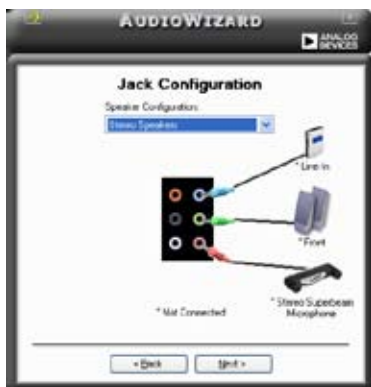 AUDIOWIZARD
ANALOG
DEVICES
Jack Configuration
Speaker Configuration:
Stereo Speakers
* Line in
* Front
* Stereo Superbeam
Microphone
* Not Connected
< Back
Next >